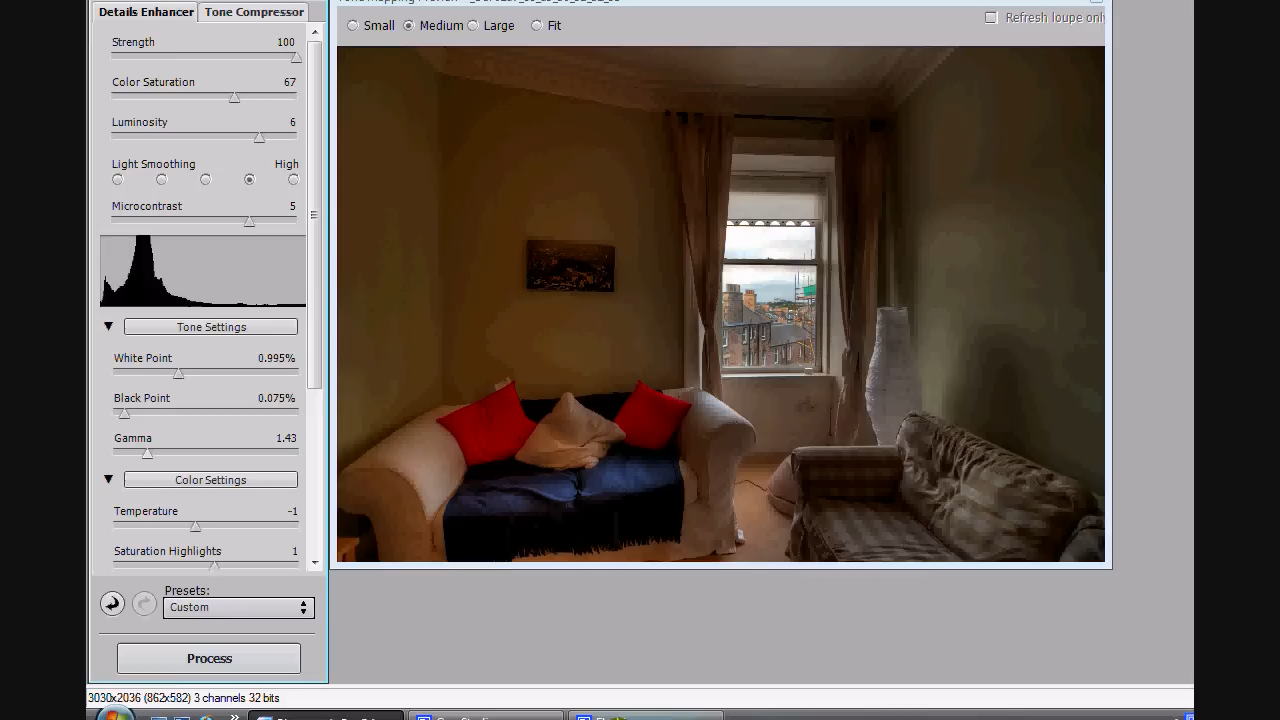 Details Enhancer
Tone Compressor
Strength 100
Color Saturation 67
Luminosity 6
Light Smoothing High
Microcontrast 5
Tone Settings
White Point 0.995%
Black Point 0.075%
Gamma 1.43
Color Settings
Temperature -1
Saturation Highlights 1
Presets:
Custom
Process
Small Medium Large Fit
Refresh loupe only
3030x2036 (862x582) 3 channels 32 bits